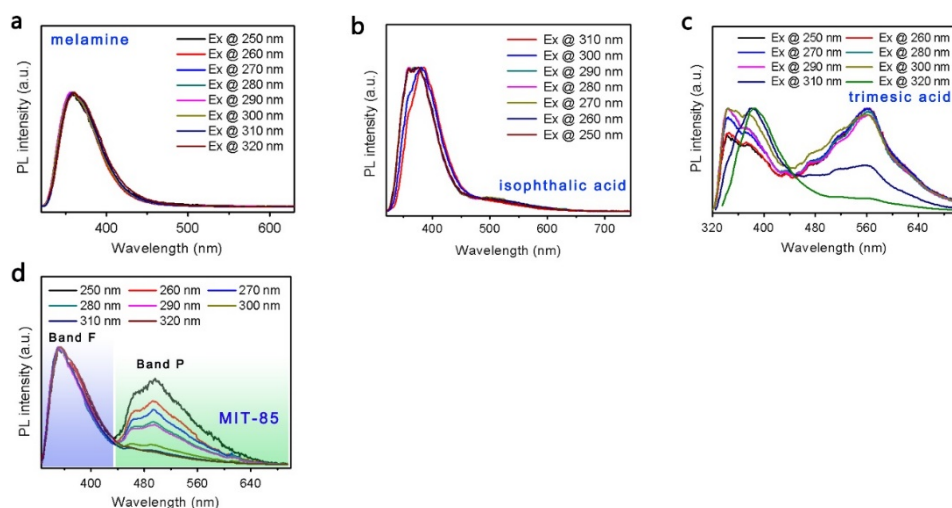 a
melamine
Ex @ 250 nm
Ex @ 260 nm
Ex @ 270 nm
Ex @ 280 nm
Ex @ 290 nm
Ex @ 300 nm
Ex @ 310 nm
Ex @ 320 nm
PL intensity (a.u.)
400 500 600
Wavelength (nm)
b
Ex @ 310 nm
Ex @ 300 nm
Ex @ 290 nm
Ex @ 280 nm
Ex @ 270 nm
Ex @ 260 nm
Ex @ 250 nm
isophthalic acid
PL intensity (a.u.)
400 500 600 700
Wavelength (nm)
c
Ex @ 250 nm Ex @ 260 nm
Ex @ 270 nm Ex @ 280 nm
Ex @ 290 nm Ex @ 300 nm
Ex @ 310 nm Ex @ 320 nm
trimesic acid
PL intensity (a.u.)
320 400 480 560 640
Wavelength (nm)
d
250 nm 260 nm 270 nm
280 nm 290 nm 300 nm
310 nm 320 nm
Band F
Band P
MIT-85
PL intensity (a.u.)
400 480 560 640
Wavelength (nm)